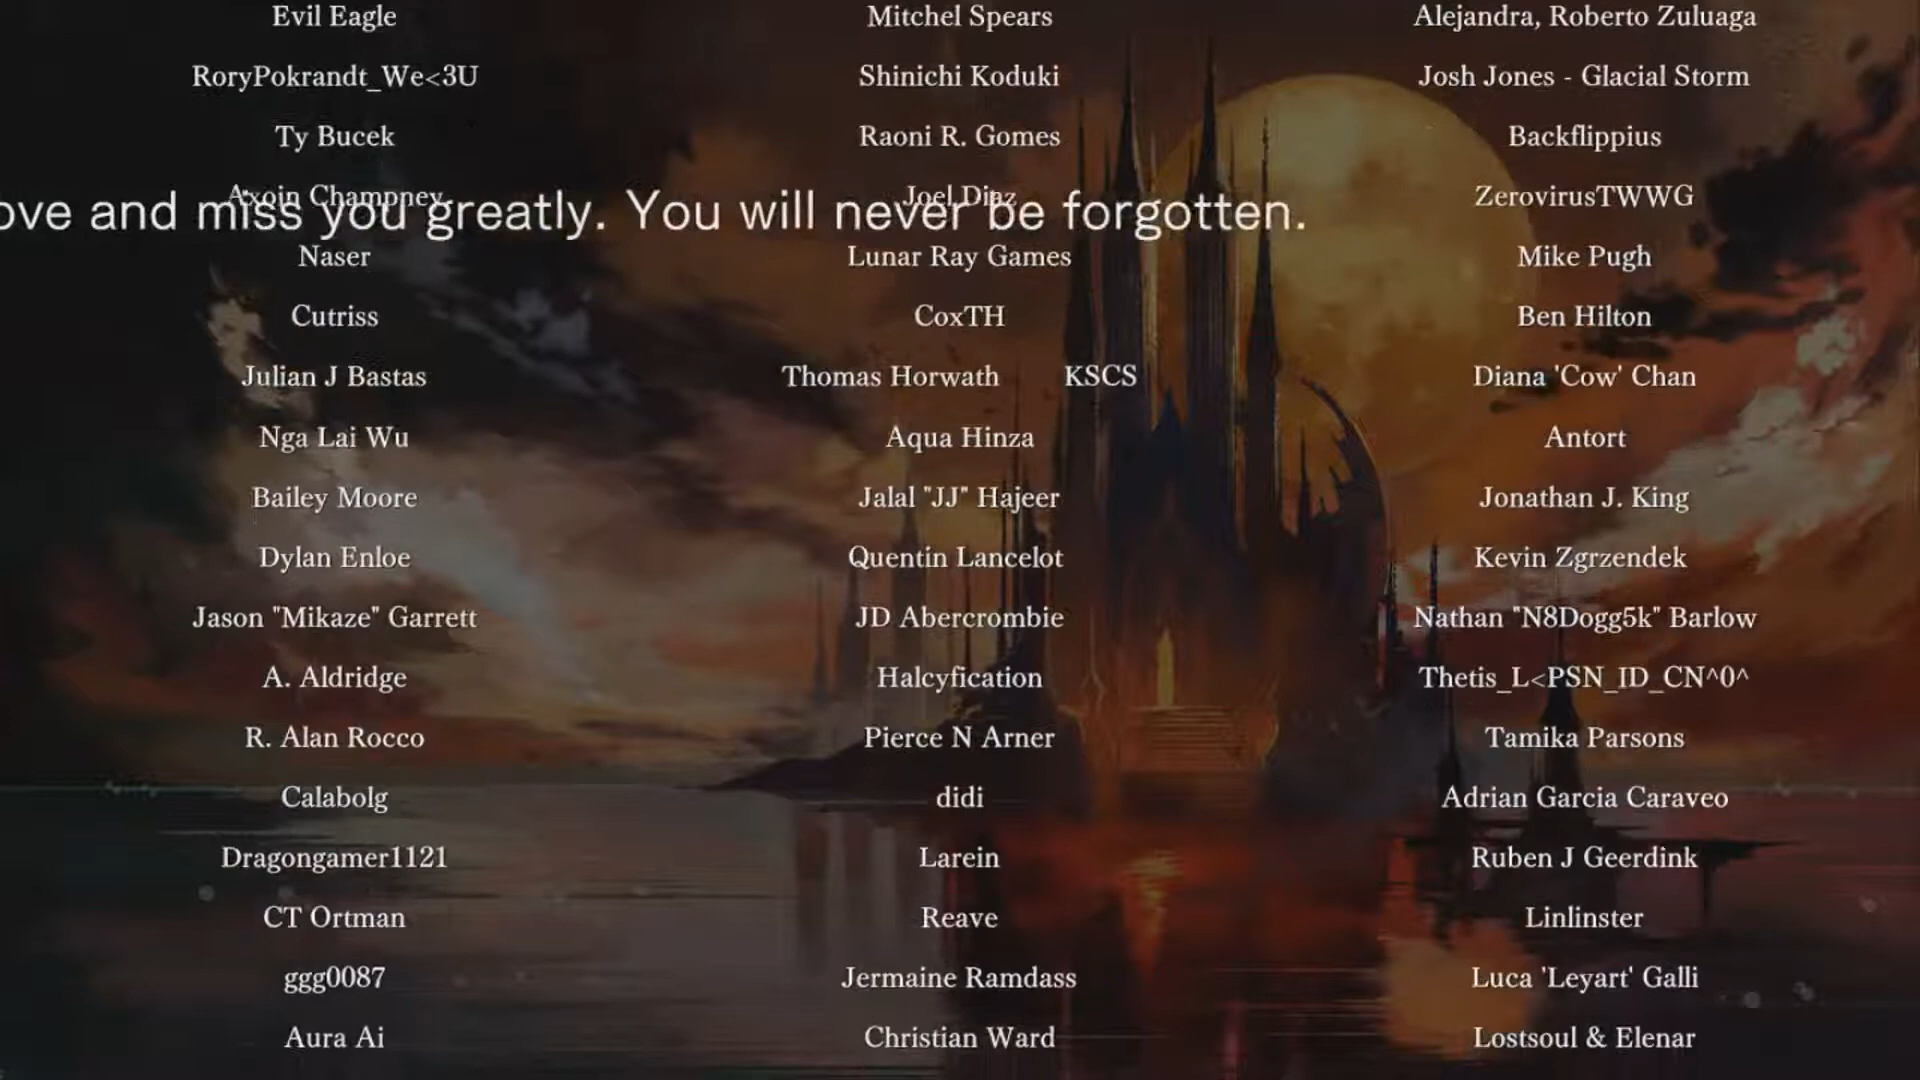 Evil Eagle Mitchel Spears Alejandra, Roberto Zuluaga
RoryPokrandt_We<3U Shinichi Koduki Josh Jones - Glacial Storm
Ty Bucek Raoni R. Gomes Backflippius
Axoin Champney Joel Diaz ZerovirusTWWG
ove and miss you greatly. You will never be forgotten.
Naser Lunar Ray Games Mike Pugh
Cutriss CoxTH Ben Hilton
Julian J Bastas Thomas Horwath KSCS Diana 'Cow' Chan
Nga Lai Wu Aqua Hinza Antort
Bailey Moore Jalal "JJ" Hajeer Jonathan J. King
Dylan Enloe Quentin Lancelot Kevin Zgrzendek
Jason "Mikaze" Garrett JD Abercrombie Nathan "N8Dogg5k" Barlow
A. Aldridge Halcyfication Thetis_L<PSN_ID_CN^0^
R. Alan Rocco Pierce N Arner Tamika Parsons
Calabolg didi Adrian Garcia Caraveo
Dragongamer1121 Larein Ruben J Geerdink
CT Ortman Reave Linlinster
ggg0087 Jermaine Ramdass Luca 'Leyart' Galli
Aura Ai Christian Ward Lostsoul & Elenar